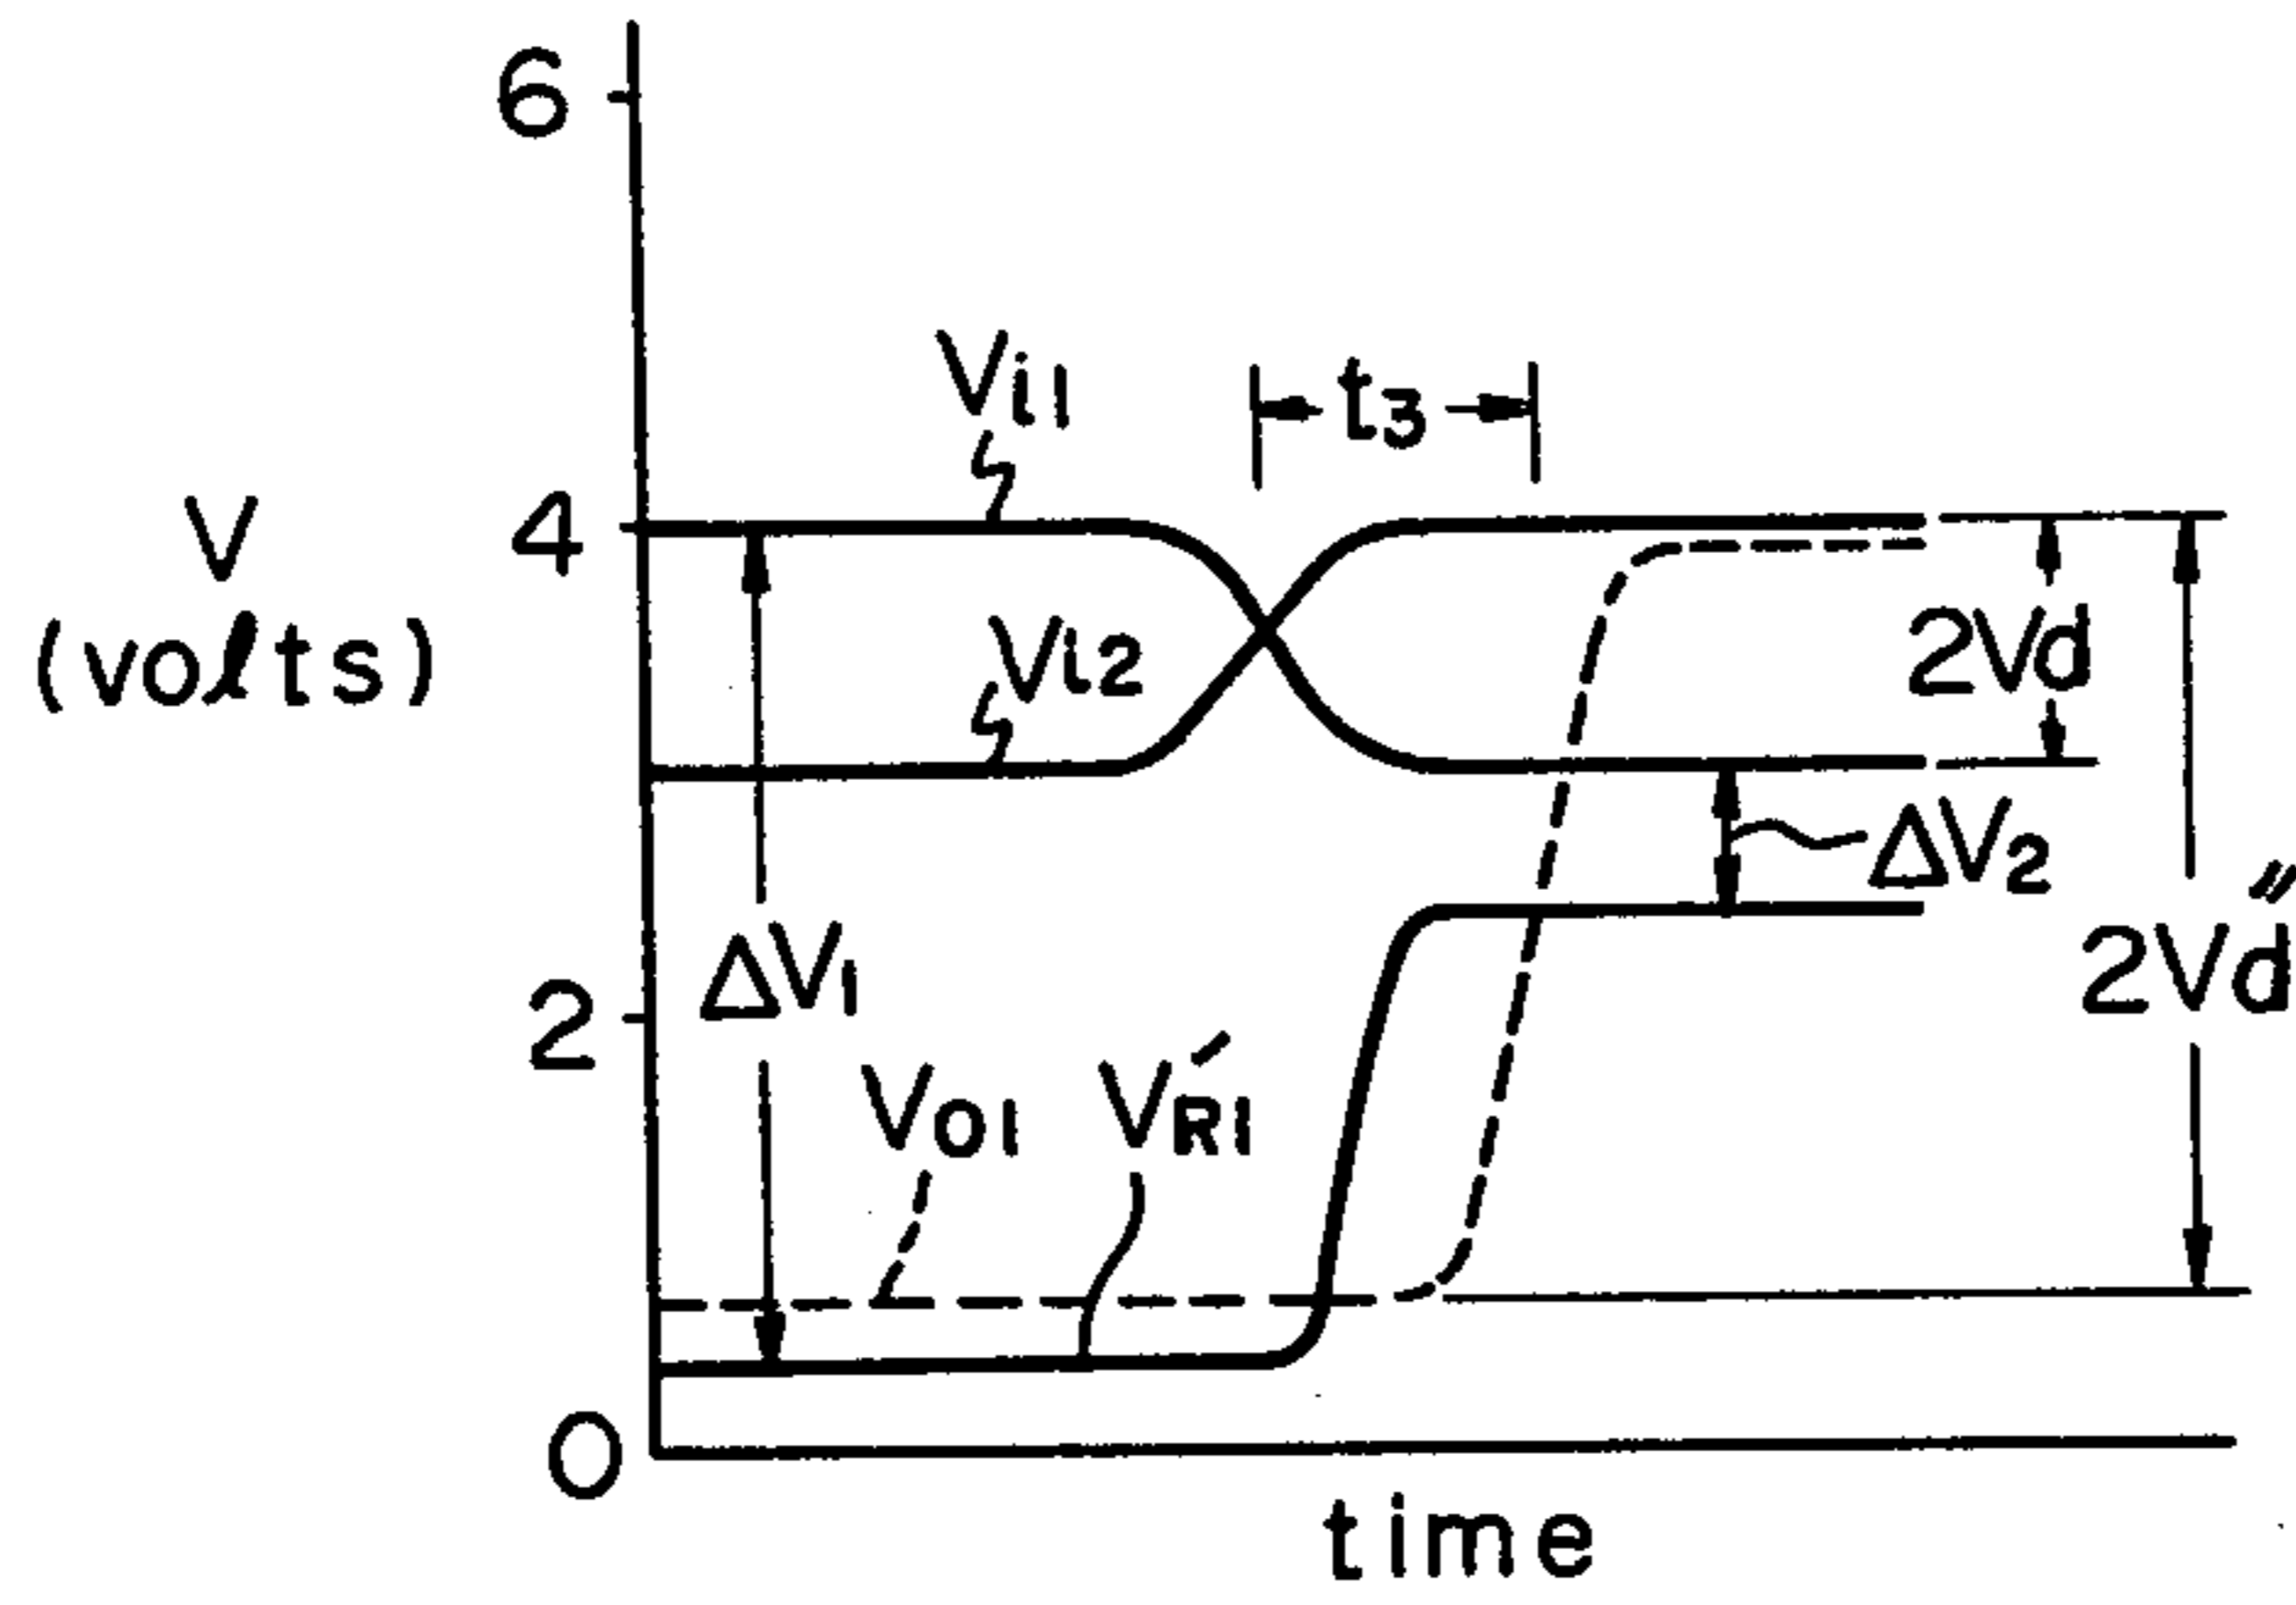 6
Vi1
t3
4
V
(volts)
Vi2
2Vd
ΔV2
2Vd″
ΔV1
2
VO1
VR1′
0
time